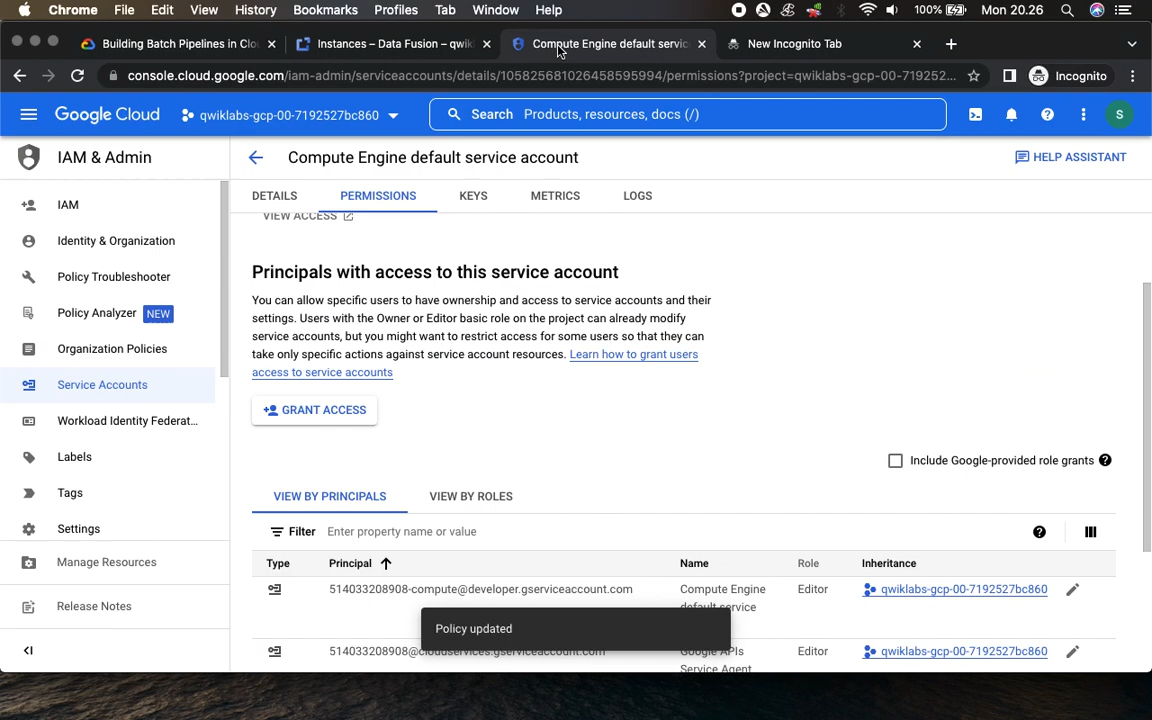 Chrome File Edit View History Bookmarks Profiles Tab Window Help 100% Mon 20.26
Building Batch Pipelines in Clo Instances – Data Fusion – qwik Compute Engine default servic New Incognito Tab
console.cloud.google.com/iam-admin/serviceaccounts/details/105825681026458595994/permissions?project=qwiklabs-gcp-00-719252... Incognito
Google Cloud qwiklabs-gcp-00-7192527bc860 Search Products, resources, docs (/) S
IAM & Admin Compute Engine default service account HELP ASSISTANT
DETAILS PERMISSIONS KEYS METRICS LOGS
IAM
Identity & Organization
Policy Troubleshooter
Policy Analyzer NEW
Organization Policies
Service Accounts
Workload Identity Federat...
Labels
Tags
Settings
Manage Resources
Release Notes
VIEW ACCESS
Principals with access to this service account
You can allow specific users to have ownership and access to service accounts and their
settings. Users with the Owner or Editor basic role on the project can already modify
service accounts, but you might want to restrict access for some users so that they can
take only specific actions against service account resources. Learn how to grant users
access to service accounts
GRANT ACCESS
Include Google-provided role grants
VIEW BY PRINCIPALS VIEW BY ROLES
Filter Enter property name or value
Type Principal Name Role Inheritance
514033208908-compute@developer.gserviceaccount.com Compute Engine Editor qwiklabs-gcp-00-7192527bc860
default service
Policy updated
514033208908@cloudservices.gserviceaccount.com Google APIs Editor qwiklabs-gcp-00-7192527bc860
Service Agent